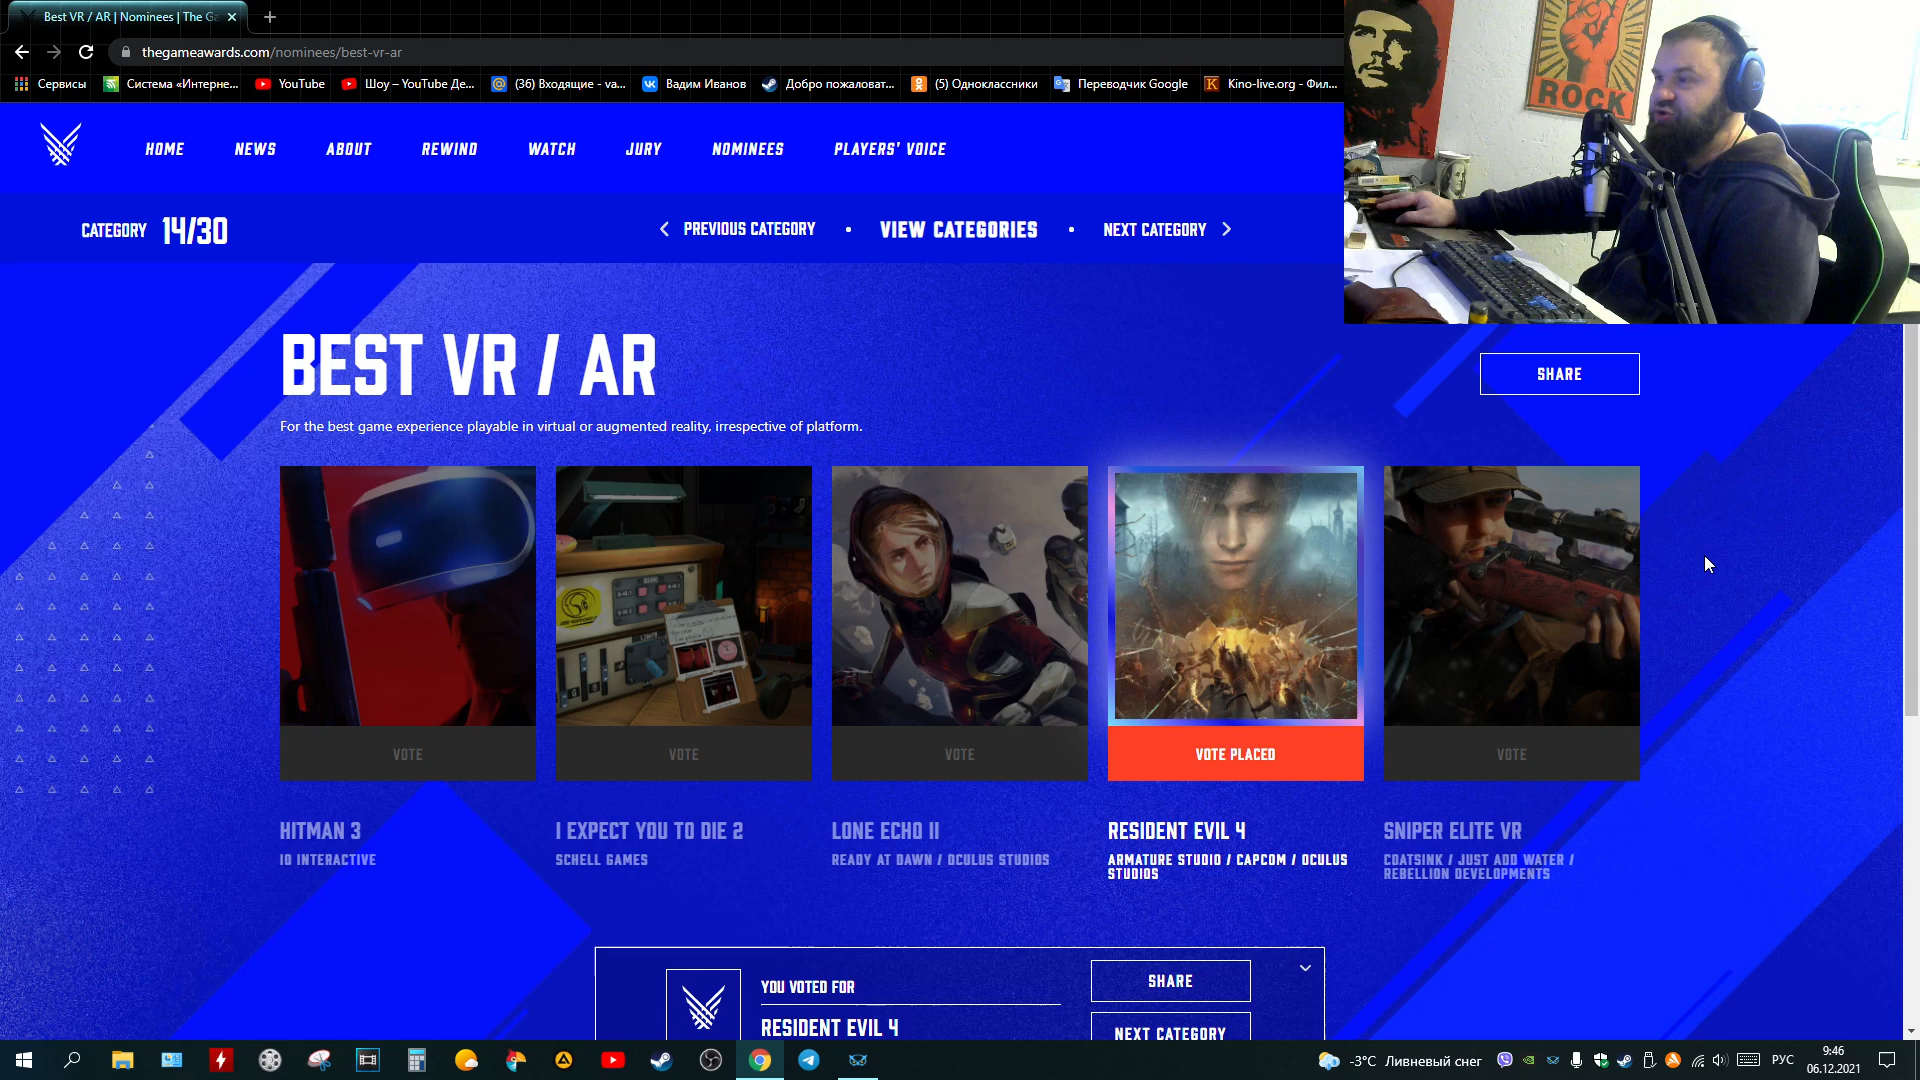 Best VR / AR | Nominees | The Ga
thegameawards.com/nominees/best-vr-ar
Сервисы
Система «Интерне...
YouTube
Шоу – YouTube Де...
(36) Входящие - va...
Вадим Иванов
Добро пожаловат...
(5) Одноклассники
Переводчик Google
Kino-live.org - Фил...
ROCK
HOME
NEWS
ABOUT
REWIND
WATCH
JURY
NOMINEES
PLAYERS' VOICE
CATEGORY 14/30
PREVIOUS CATEGORY
VIEW CATEGORIES
NEXT CATEGORY
BEST VR / AR
SHARE
For the best game experience playable in virtual or augmented reality, irrespective of platform.
VOTE
VOTE
VOTE
VOTE PLACED
VOTE
HITMAN 3
IO INTERACTIVE
I EXPECT YOU TO DIE 2
SCHELL GAMES
LONE ECHO II
READY AT DAWN / OCULUS STUDIOS
RESIDENT EVIL 4
ARMATURE STUDIO / CAPCOM / OCULUS
STUDIOS
SNIPER ELITE VR
COATSINK / JUST ADD WATER /
REBELLION DEVELOPMENTS
YOU VOTED FOR
RESIDENT EVIL 4
SHARE
NEXT CATEGORY
-3°C Ливневый снег
РУС
9:46
06.12.2021